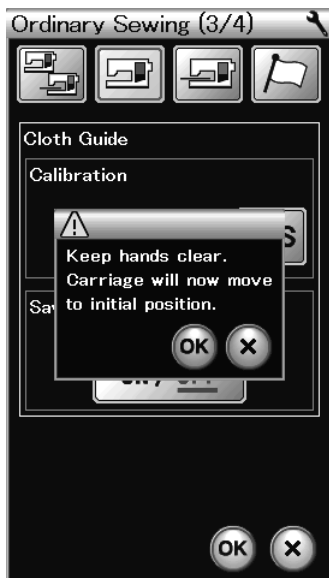 Ordinary Sewing (3/4)
Cloth Guide
Calibration
Keep hands clear.
Carriage will now move
to initial position.
OK
OK